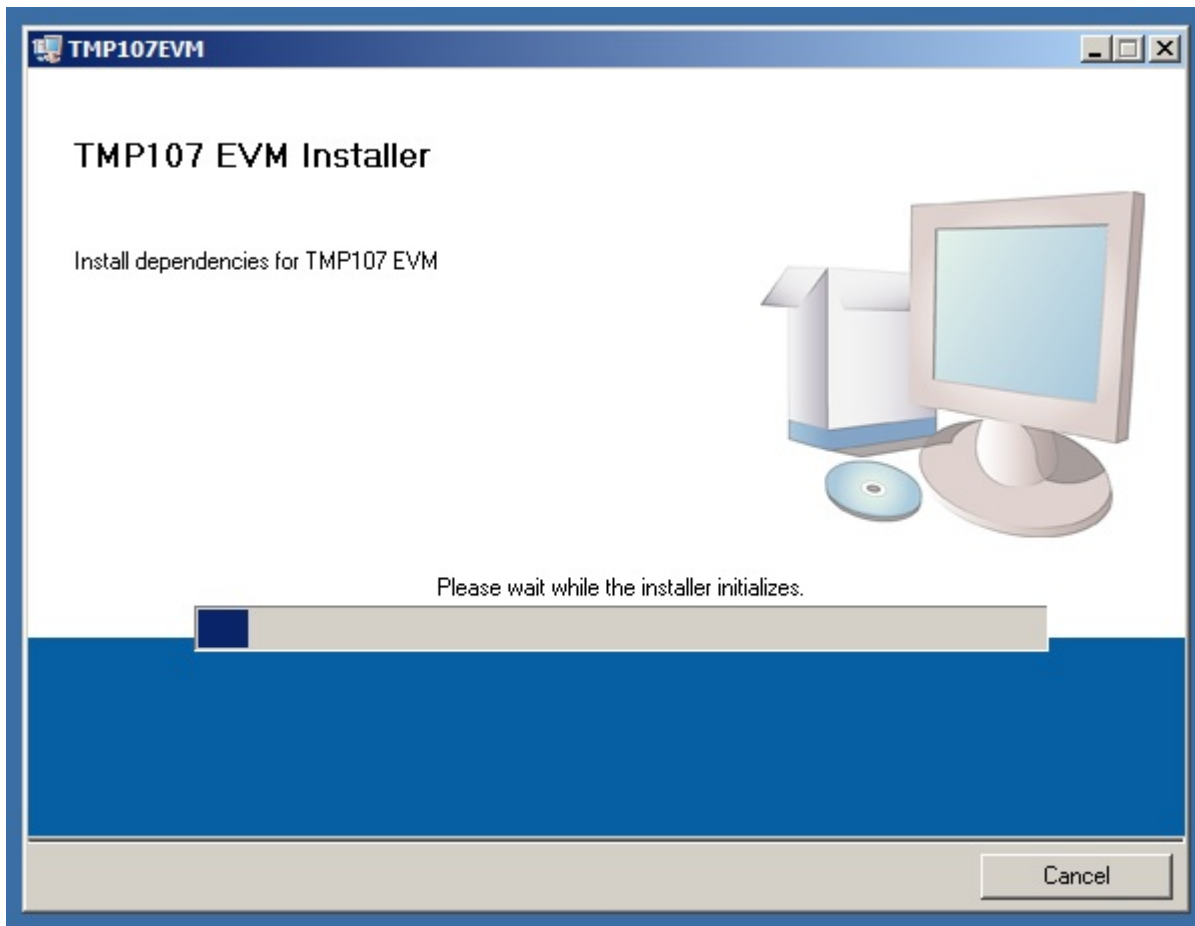 TMP107EVM
TMP107 EVM Installer
Install dependencies for TMP107 EVM
Please wait while the installer initializes.
Cancel